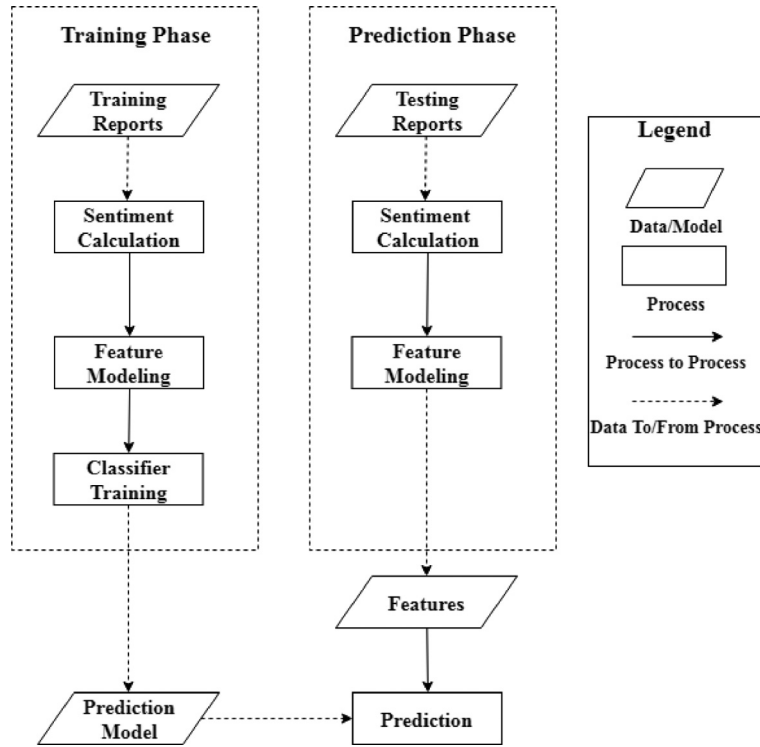 Training Phase
Training
Reports
Sentiment
Calculation
Feature
Modeling
Classifier
Training
Prediction
Model
Prediction Phase
Testing
Reports
Sentiment
Calculation
Feature
Modeling
Features
Prediction
Legend
Data/Model
Process
Process to Process
Data To/From Process